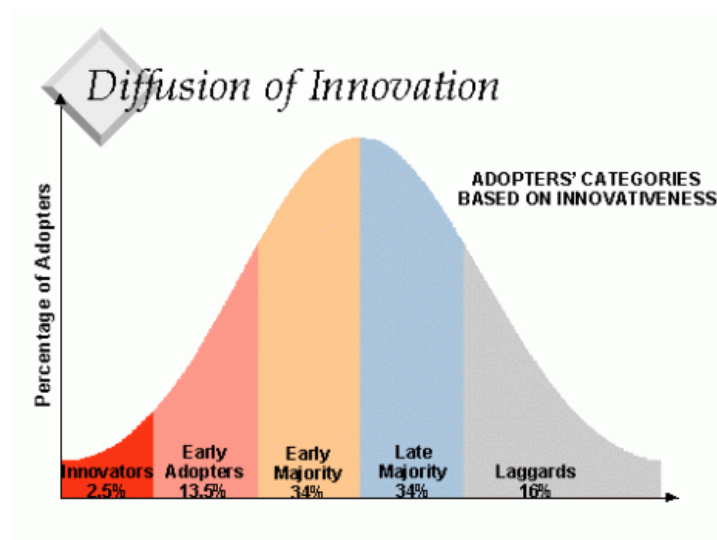 Diffusion of Innovation
ADOPTERS' CATEGORIES
BASED ON INNOVATIVENESS
Percentage of Adopters
Innovators
2.5%
Early
Adopters
13.5%
Early
Majority
34%
Late
Majority
34%
Laggards
16%